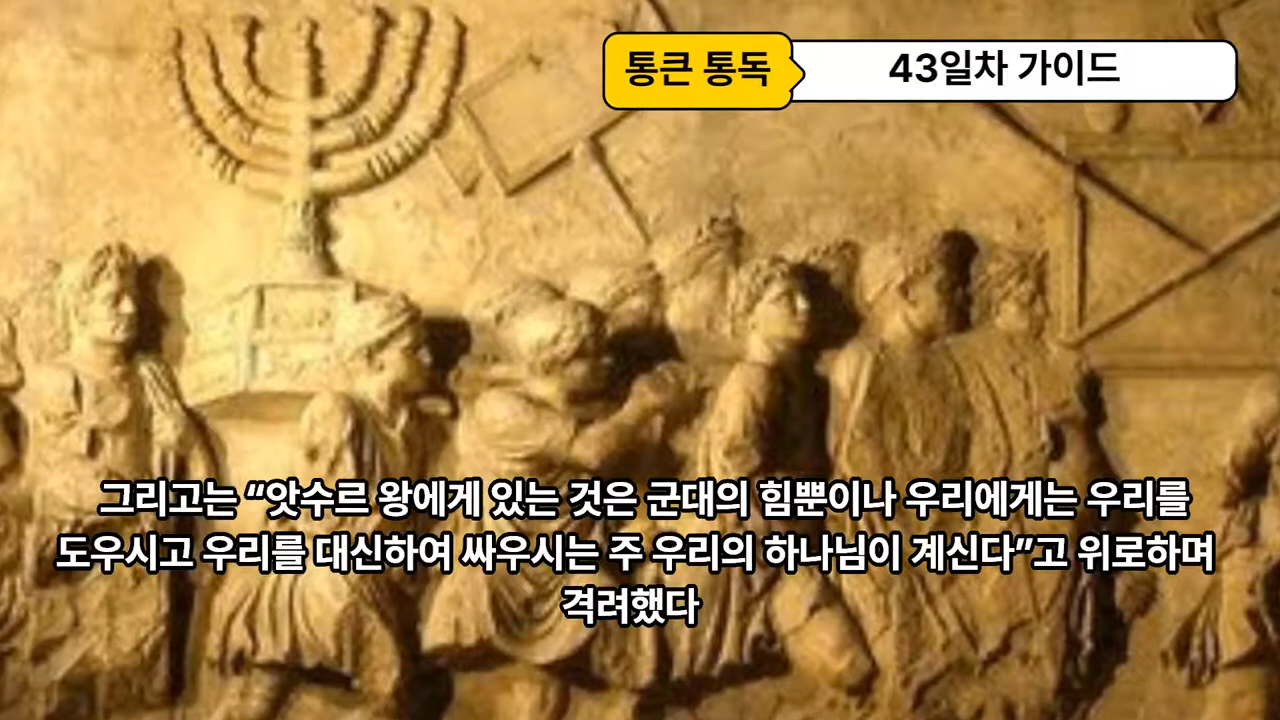 통큰 통독
43일차 가이드
그리고는 “앗수르 왕에게 있는 것은 군대의 힘뿐이나 우리에게는 우리를
도우시고 우리를 대신하여 싸우시는 주 우리의 하나님이 계신다”고 위로하며
격려했다